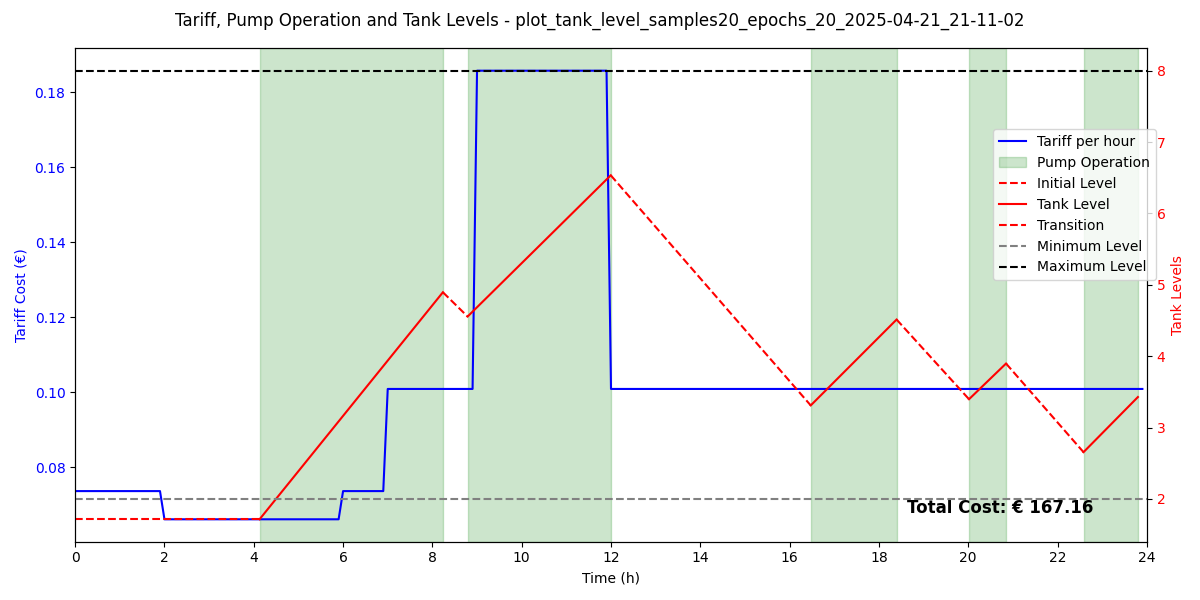 Tariff, Pump Operation and Tank Levels - plot_tank_level_samples20_epochs_20_2025-04-21_21-11-02
0.18
0.16
0.14
0.12
0.10
0.08
Tariff Cost (€)
8
7
6
5
4
3
2
Tank Levels
Tariff per hour
Pump Operation
Initial Level
Tank Level
Transition
Minimum Level
Maximum Level
Total Cost: € 167.16
0 2 4 6 8 10 12 14 16 18 20 22 24
Time (h)